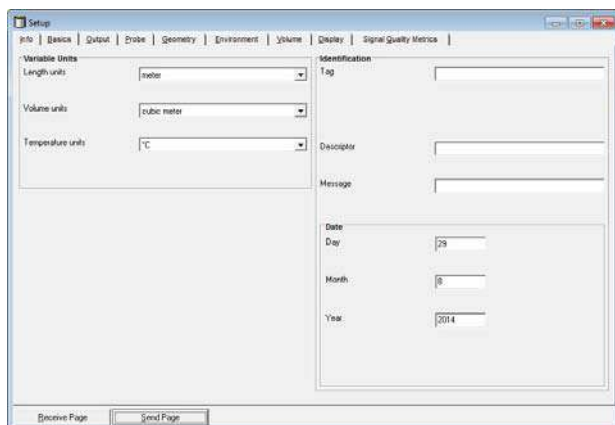 Setup
Info | Basics | Output | Probe | Geometry | Environment | Volume | Display | Signal Quality Metrics |
Variable Units
Length units
meter
Volume units
cubic meter
Temperature units
°C
Identification
Tag
Descriptor
Message
Date
Day
29
Month
8
Year
2014
Receive Page
Send Page